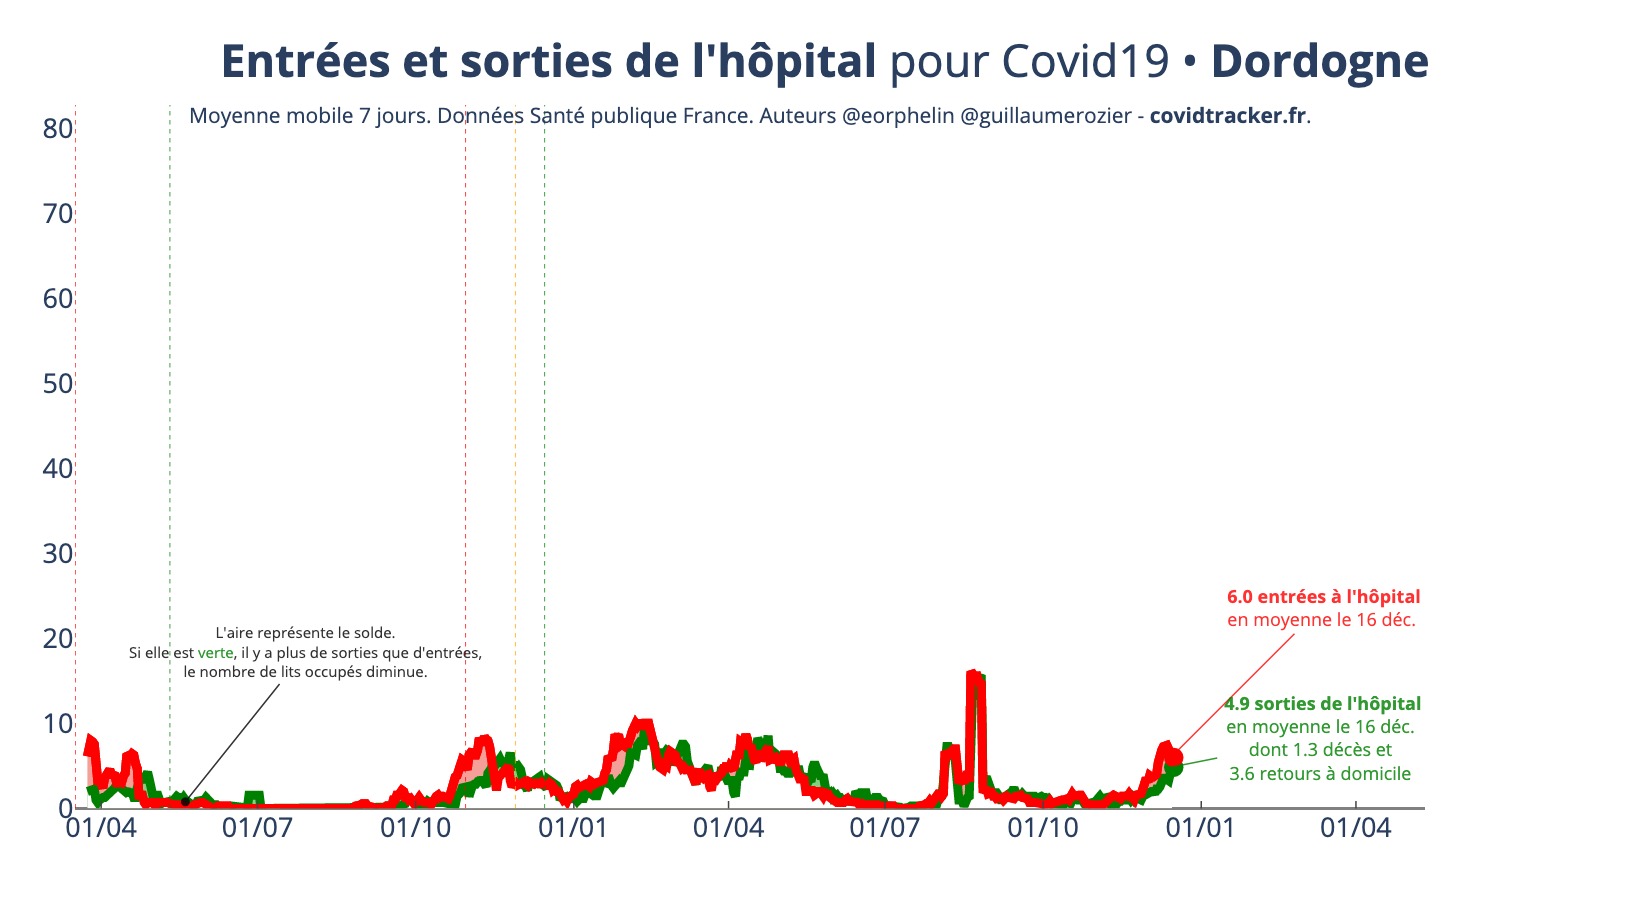 Entrées et sorties de l'hôpital pour Covid19 • Dordogne
Moyenne mobile 7 jours. Données Santé publique France. Auteurs @eorphelin @guillaumerozier - covidtracker.fr.
80
70
60
50
40
30
20
10
0
L'aire représente le solde.
Si elle est verte, il y a plus de sorties que d'entrées,
le nombre de lits occupés diminue.
6.0 entrées à l'hôpital
en moyenne le 16 déc.
4.9 sorties de l'hôpital
en moyenne le 16 déc.
dont 1.3 décès et
3.6 retours à domicile
01/04 01/07 01/10 01/01 01/04 01/07 01/10 01/01 01/04